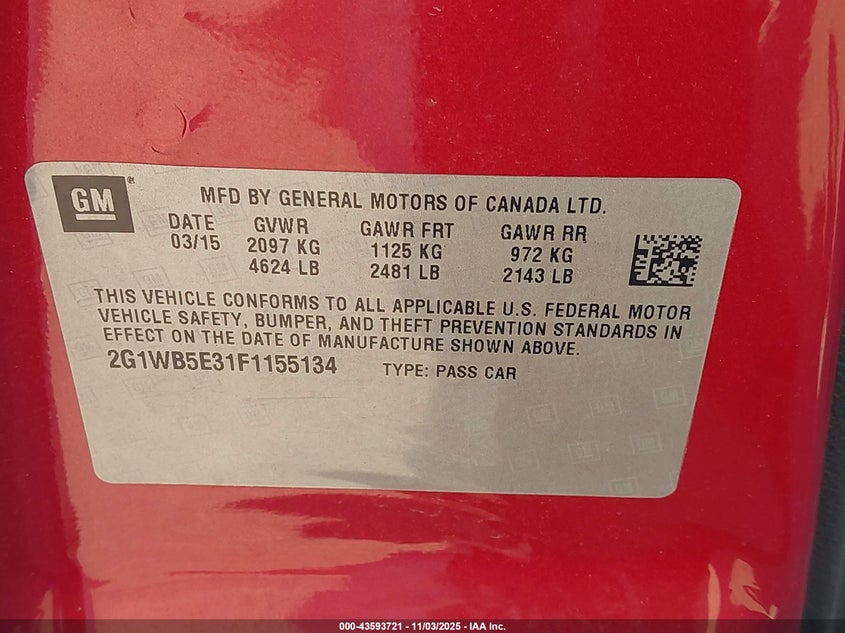 GM ®
MFD BY GENERAL MOTORS OF CANADA LTD.
DATE GVWR GAWR FRT GAWR RR
03/15 2097 KG 1125 KG 972 KG
4624 LB 2481 LB 2143 LB
THIS VEHICLE CONFORMS TO ALL APPLICABLE U.S. FEDERAL MOTOR
VEHICLE SAFETY, BUMPER, AND THEFT PREVENTION STANDARDS IN
EFFECT ON THE DATE OF MANUFACTURE SHOWN ABOVE.
2G1WB5E31F1155134 TYPE: PASS CAR
000-43593721 - 11/03/2025 - IAA Inc.